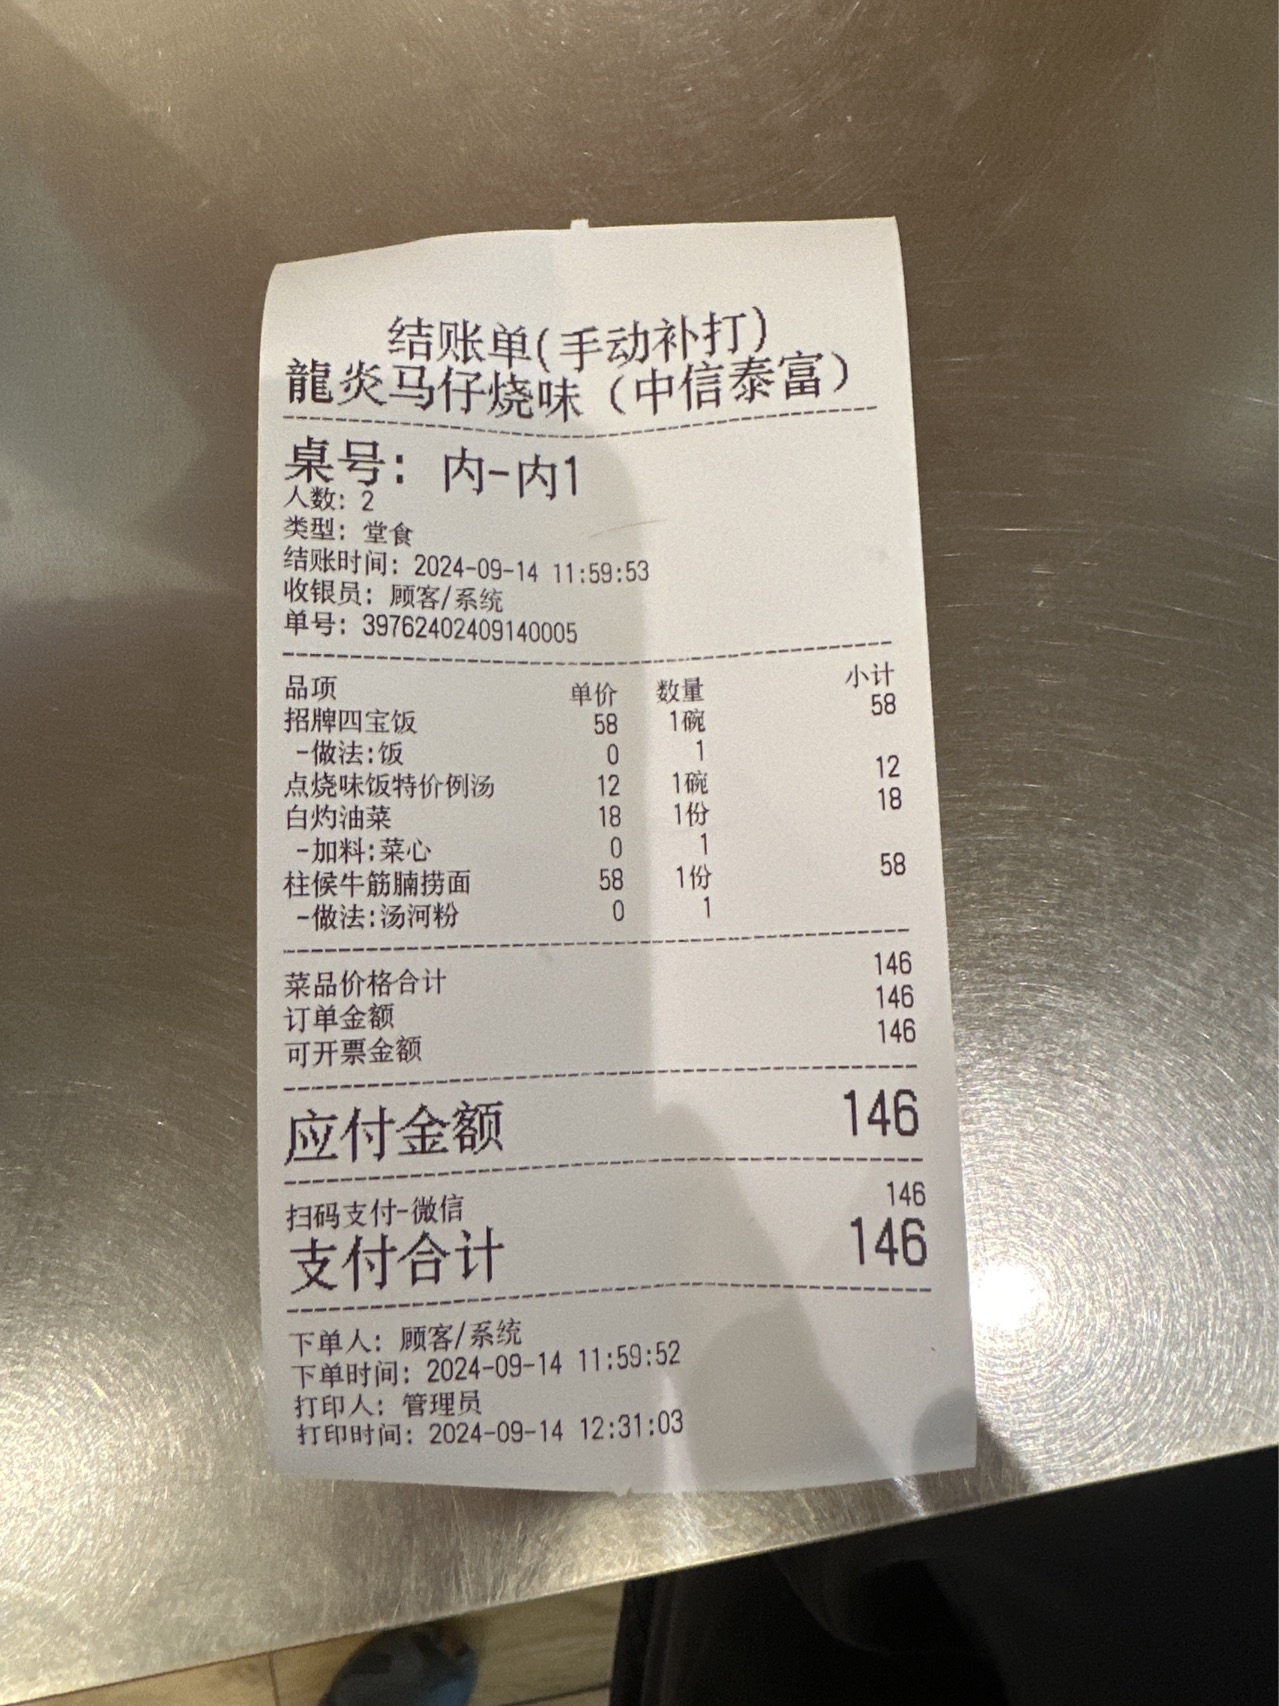 结账单(手动补打)
龍炎马仔烧味（中信泰富）
桌号: 内-内1
人数: 2
类型: 堂食
结账时间: 2024-09-14 11:59:53
收银员: 顾客/系统
单号: 39762402409140005
品项 单价 数量 小计
招牌四宝饭 58 1碗 58
-做法:饭 0 1
点烧味饭特价例汤 12 1碗 12
白灼油菜 18 1份 18
-加料:菜心 0 1
柱候牛筋腩捞面 58 1份 58
-做法:汤河粉 0 1
菜品价格合计 146
订单金额 146
可开票金额 146
应付金额 146
扫码支付-微信 146
支付合计 146
下单人: 顾客/系统
下单时间: 2024-09-14 11:59:52
打印人: 管理员
打印时间: 2024-09-14 12:31:03